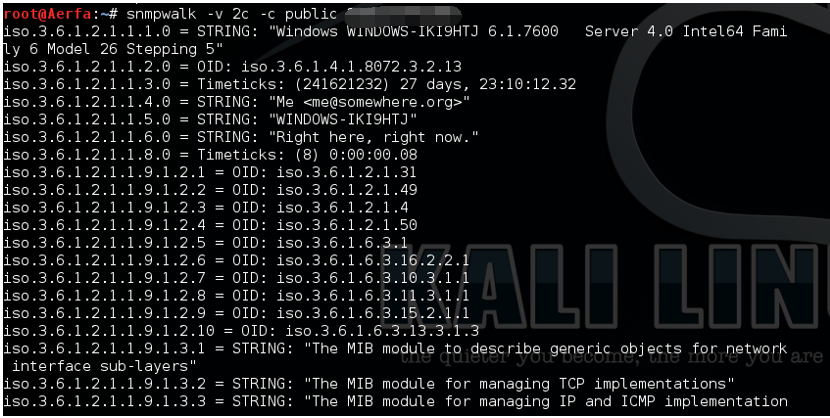 root@Aerfa:~# snmpwalk -v 2c -c public
iso.3.6.1.2.1.1.1.0 = STRING: "Windows WINDOWS-IKI9HTJ 6.1.7600   Server 4.0 Intel64 Fami
ly 6 Model 26 Stepping 5"
iso.3.6.1.2.1.1.2.0 = OID: iso.3.6.1.4.1.8072.3.2.13
iso.3.6.1.2.1.1.3.0 = Timeticks: (241621232) 27 days, 23:10:12.32
iso.3.6.1.2.1.1.4.0 = STRING: "Me <me@somewhere.org>"
iso.3.6.1.2.1.1.5.0 = STRING: "WINDOWS-IKI9HTJ"
iso.3.6.1.2.1.1.6.0 = STRING: "Right here, right now."
iso.3.6.1.2.1.1.8.0 = Timeticks: (8) 0:00:00.08
iso.3.6.1.2.1.1.9.1.2.1 = OID: iso.3.6.1.2.1.31
iso.3.6.1.2.1.1.9.1.2.2 = OID: iso.3.6.1.2.1.49
iso.3.6.1.2.1.1.9.1.2.3 = OID: iso.3.6.1.2.1.4
iso.3.6.1.2.1.1.9.1.2.4 = OID: iso.3.6.1.2.1.50
iso.3.6.1.2.1.1.9.1.2.5 = OID: iso.3.6.1.6.3.1
iso.3.6.1.2.1.1.9.1.2.6 = OID: iso.3.6.1.6.3.16.2.2.1
iso.3.6.1.2.1.1.9.1.2.7 = OID: iso.3.6.1.6.3.10.3.1.1
iso.3.6.1.2.1.1.9.1.2.8 = OID: iso.3.6.1.6.3.11.3.1.1
iso.3.6.1.2.1.1.9.1.2.9 = OID: iso.3.6.1.6.3.15.2.1.1
iso.3.6.1.2.1.1.9.1.2.10 = OID: iso.3.6.1.6.3.13.3.1.3
KALI LIN
iso.3.6.1.2.1.1.9.1.3.1 = STRING: "The MIB module to describe generic objects for network
 interface sub-layers"
the quieter you become, the more you are
iso.3.6.1.2.1.1.9.1.3.2 = STRING: "The MIB module for managing TCP implementations"
iso.3.6.1.2.1.1.9.1.3.3 = STRING: "The MIB module for managing IP and ICMP implementation